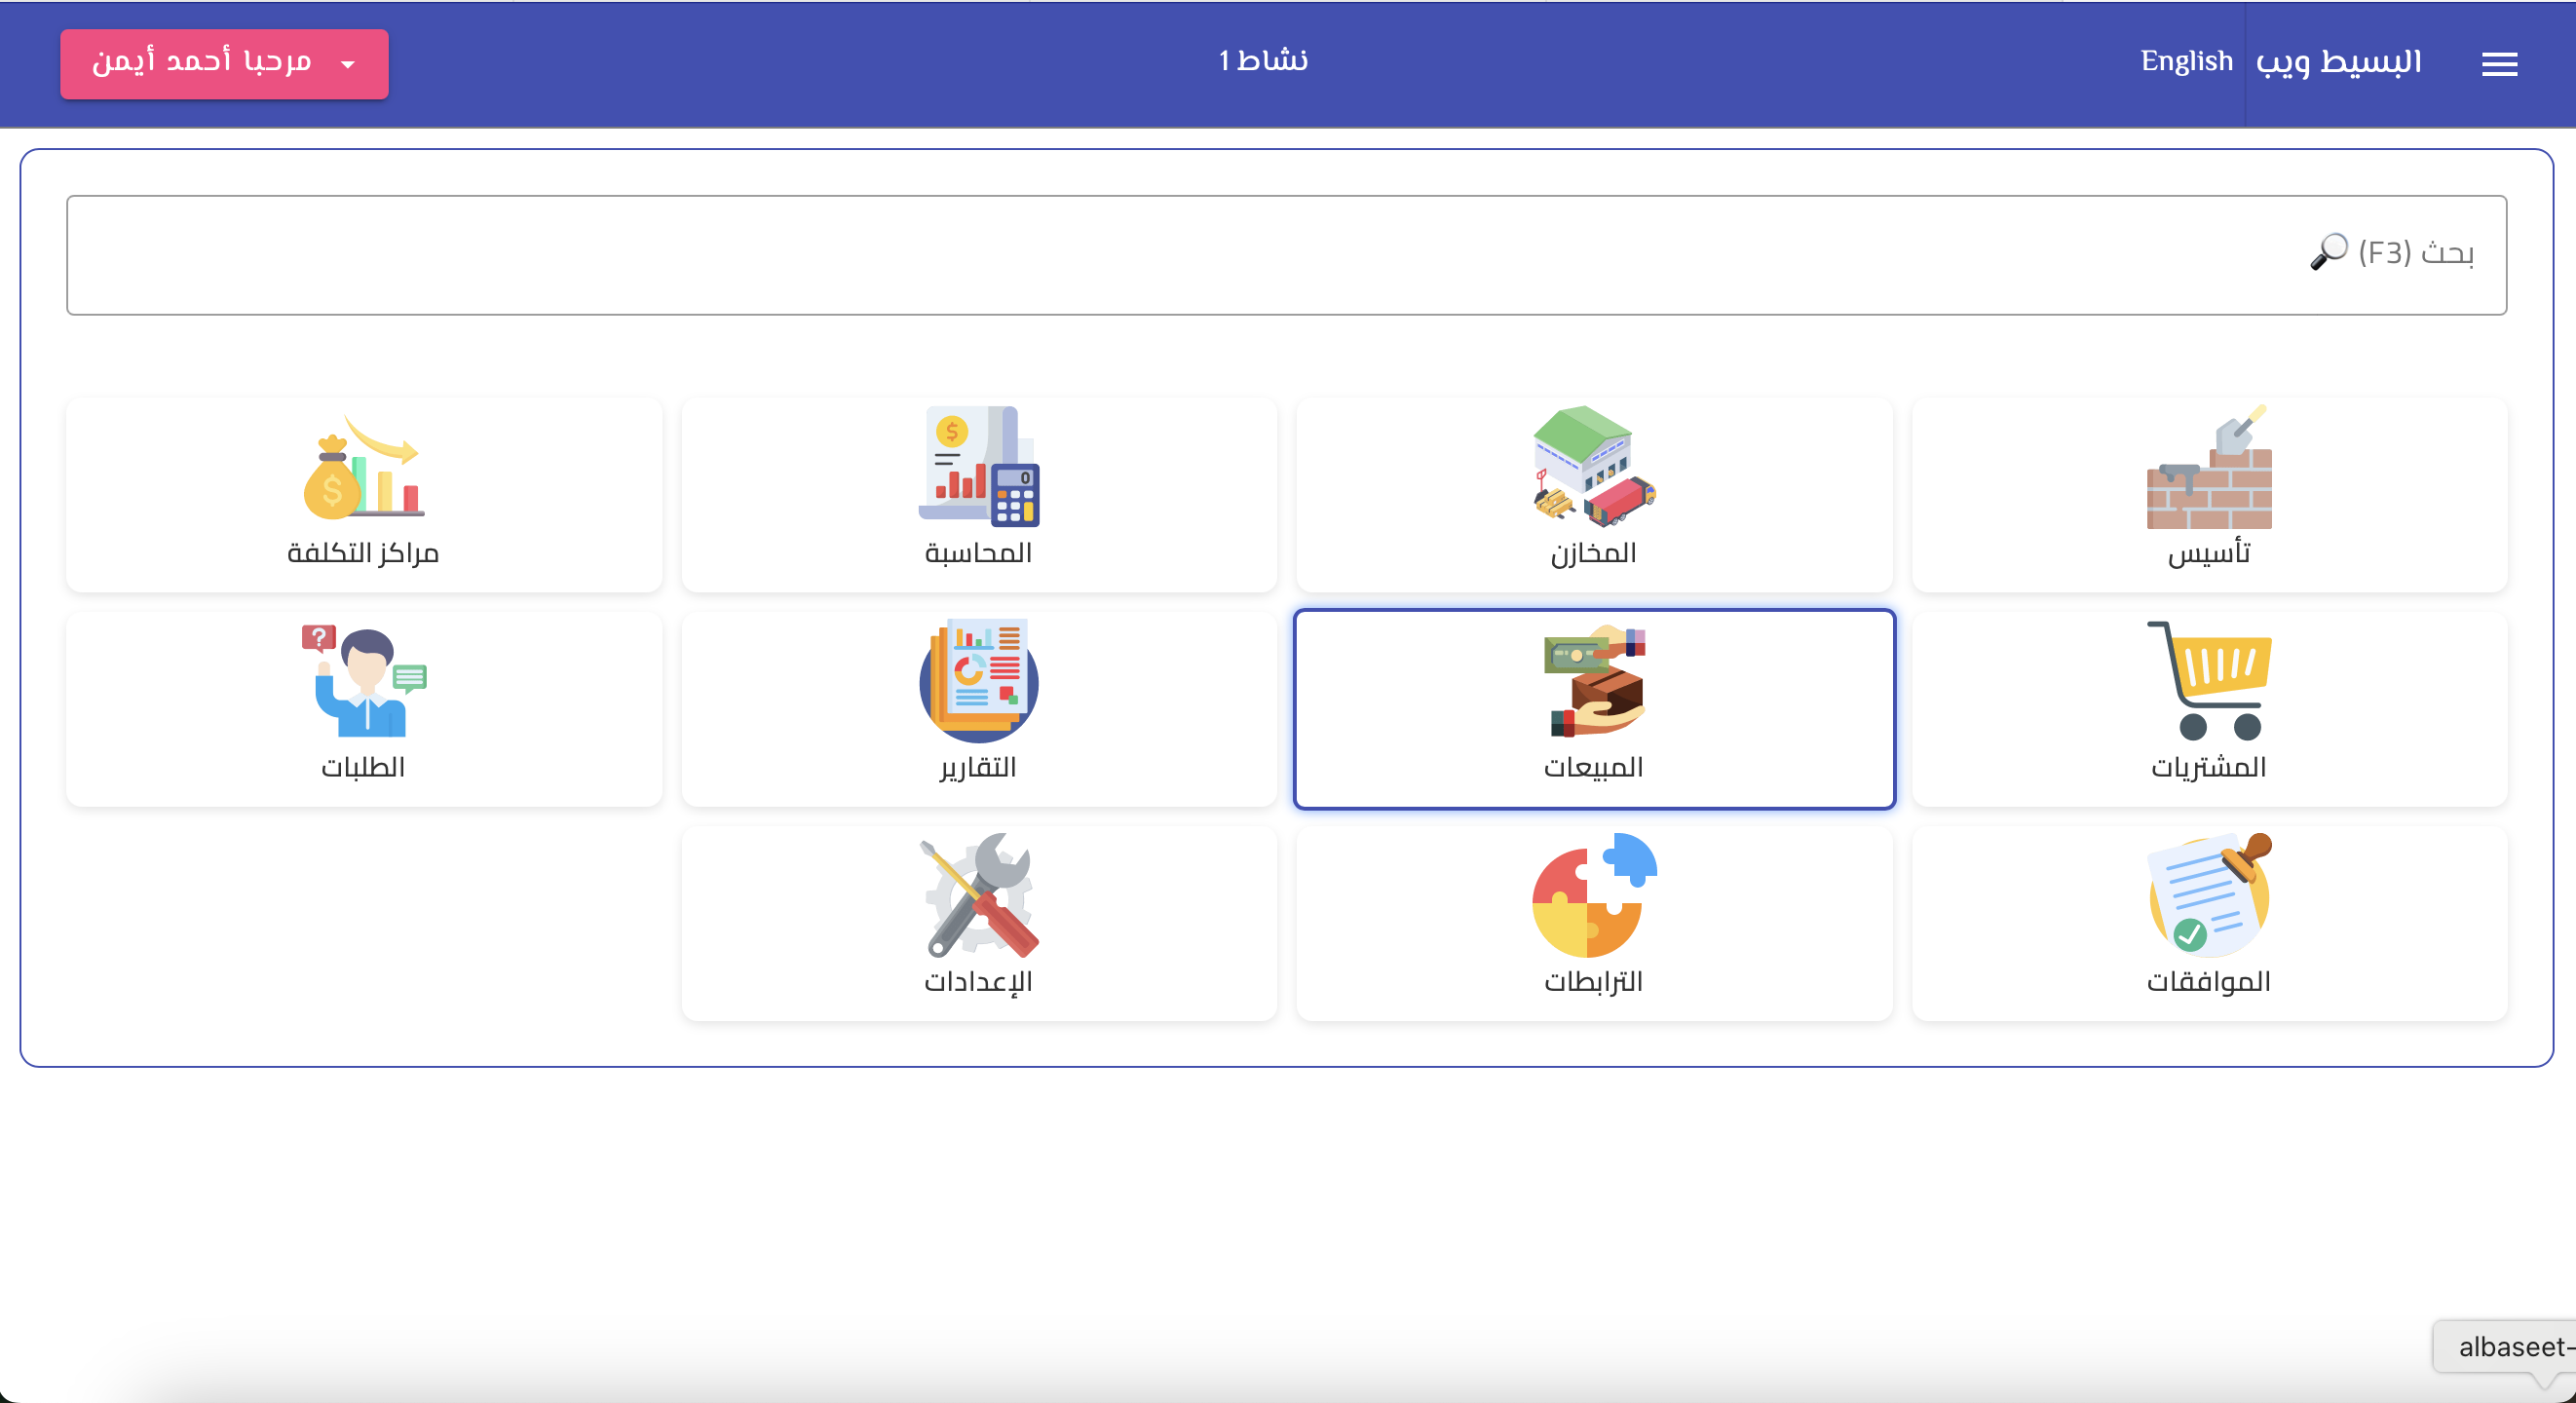 البسيط ويب
English
نشاط 1
مرحبا أحمد أيمن
بحث (F3)
تأسيس
المخازن
المحاسبة
مراكز التكلفة
المشتريات
المبيعات
التقارير
الطلبات
الموافقات
الترابطات
الإعدادات
albaseet-